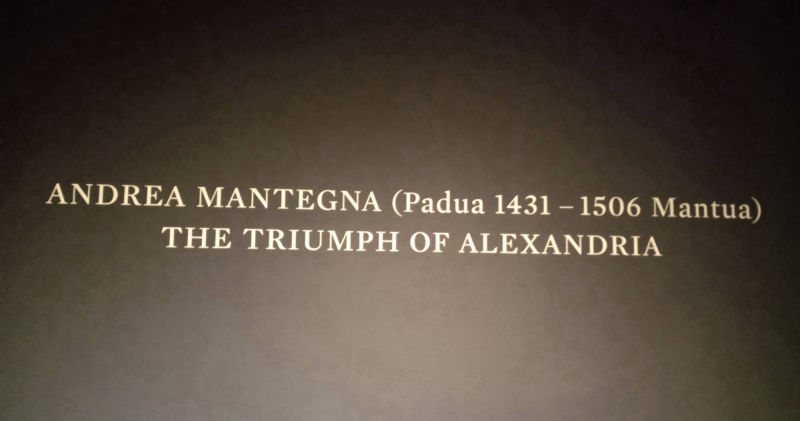 ANDREA MANTEGNA (Padua 1431 – 1506 Mantua)
THE TRIUMPH OF ALEXANDRIA